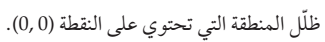 ظلّل المنطقة التي تحتوي على النقطة (0, 0).